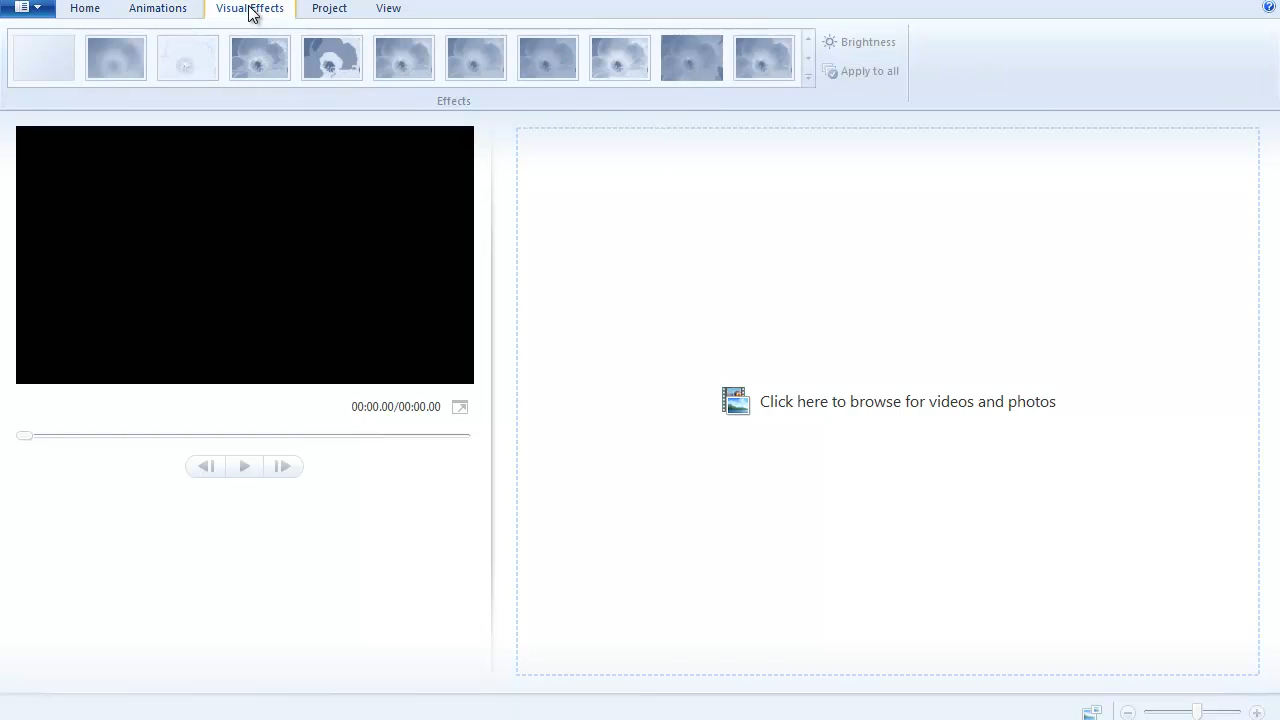 Home Animations Visual Effects Project View
Brightness
Apply to all
Effects
Click here to browse for videos and photos
00:00.00/00:00.00